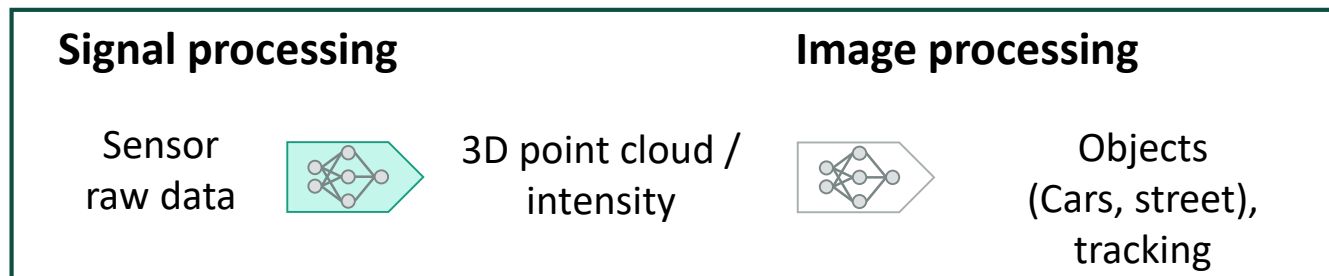 Signal processing
Image processing
Sensor
raw data
3D point cloud /
intensity
Objects
(Cars, street),
tracking